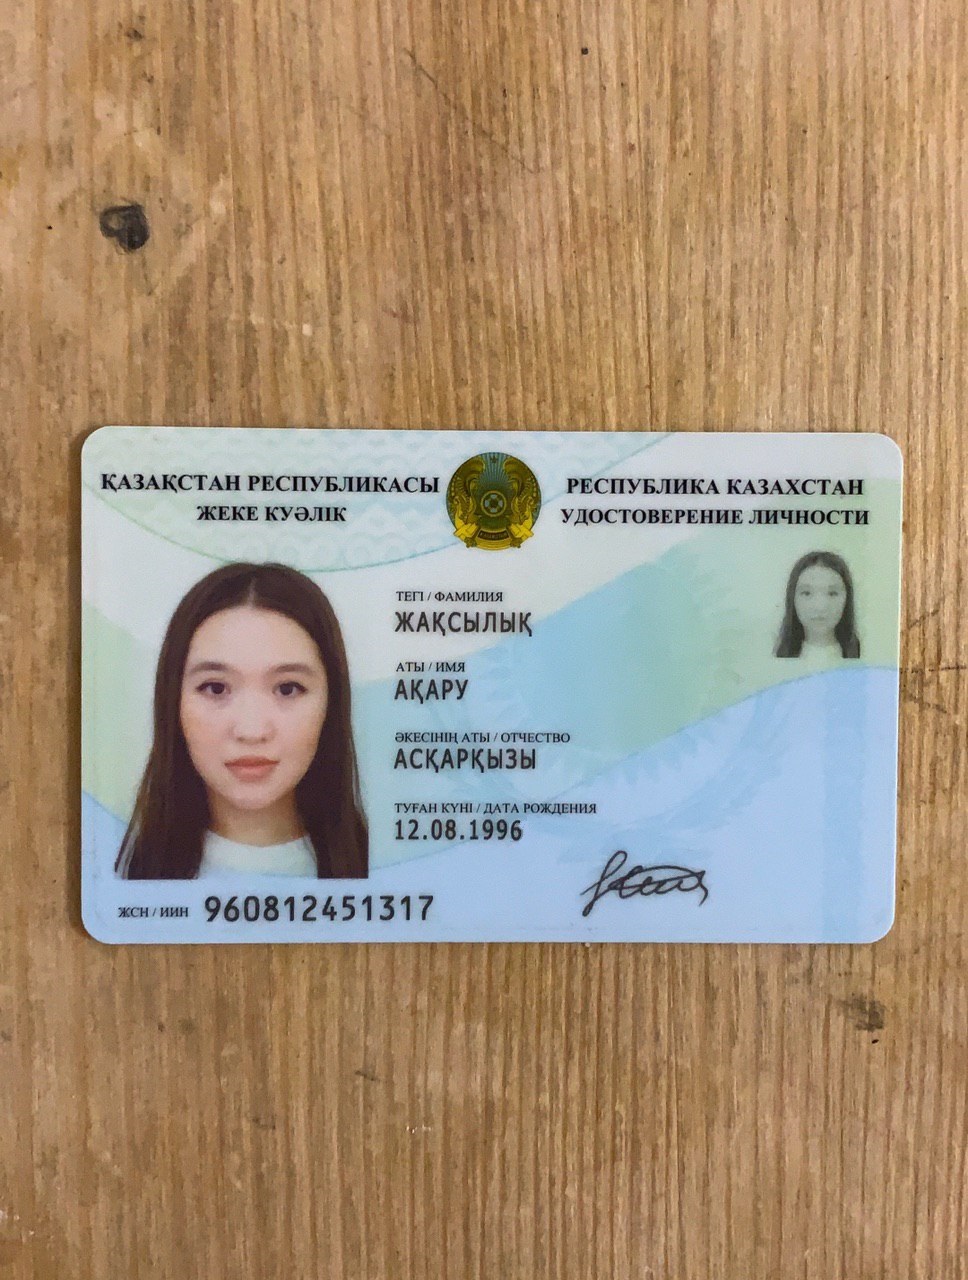 ҚАЗАҚСТАН РЕСПУБЛИКАСЫ
ЖЕКЕ КУӘЛІК
РЕСПУБЛИКА КАЗАХСТАН
УДОСТОВЕРЕНИЕ ЛИЧНОСТИ
ТЕГІ / ФАМИЛИЯ
ЖАҚСЫЛЫҚ
АТЫ / ИМЯ
АҚАРУ
ӘКЕСІНІҢ АТЫ / ОТЧЕСТВО
АСҚАРҚЫЗЫ
ТУҒАН КҮНІ / ДАТА РОЖДЕНИЯ
12.08.1996
ЖСН / ИИН 960812451317